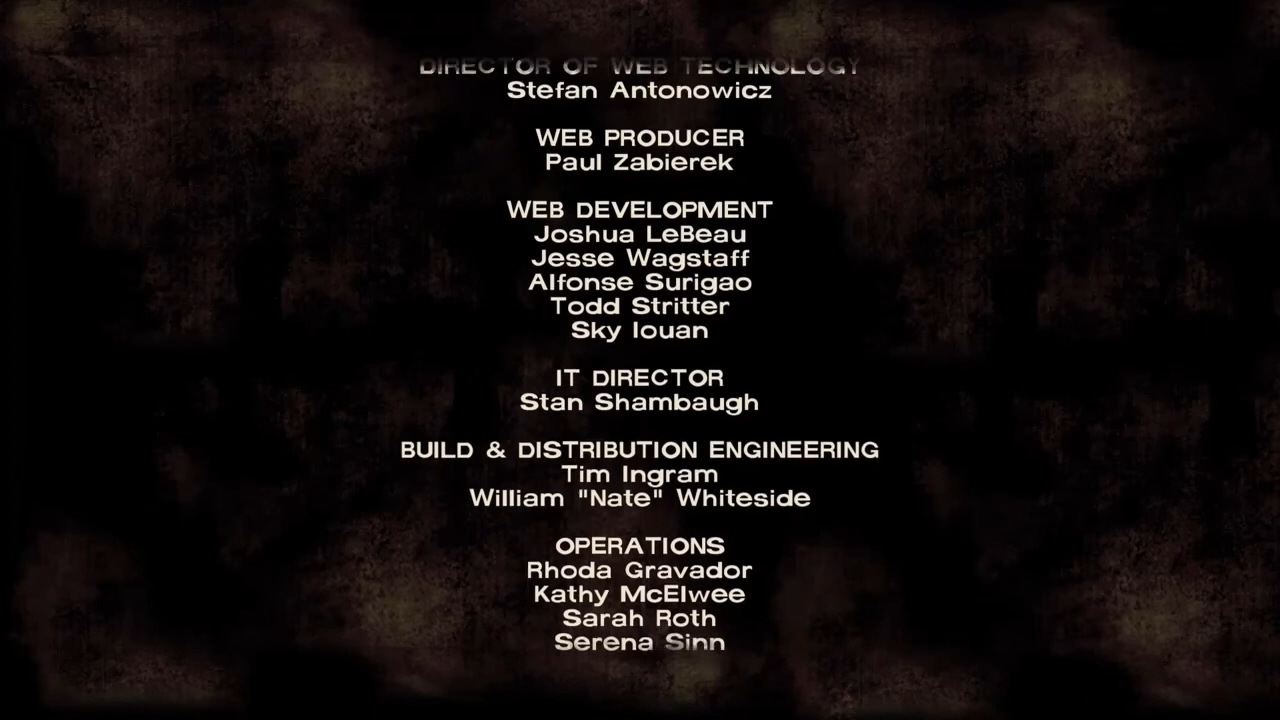 DIRECTOR OF WEB TECHNOLOGY
Stefan Antonowicz
WEB PRODUCER
Paul Zabierek
WEB DEVELOPMENT
Joshua LeBeau
Jesse Wagstaff
Alfonse Surigao
Todd Stritter
Sky Iouan
IT DIRECTOR
Stan Shambaugh
BUILD & DISTRIBUTION ENGINEERING
Tim Ingram
William "Nate" Whiteside
OPERATIONS
Rhoda Gravador
Kathy McElwee
Sarah Roth
Serena Sinn